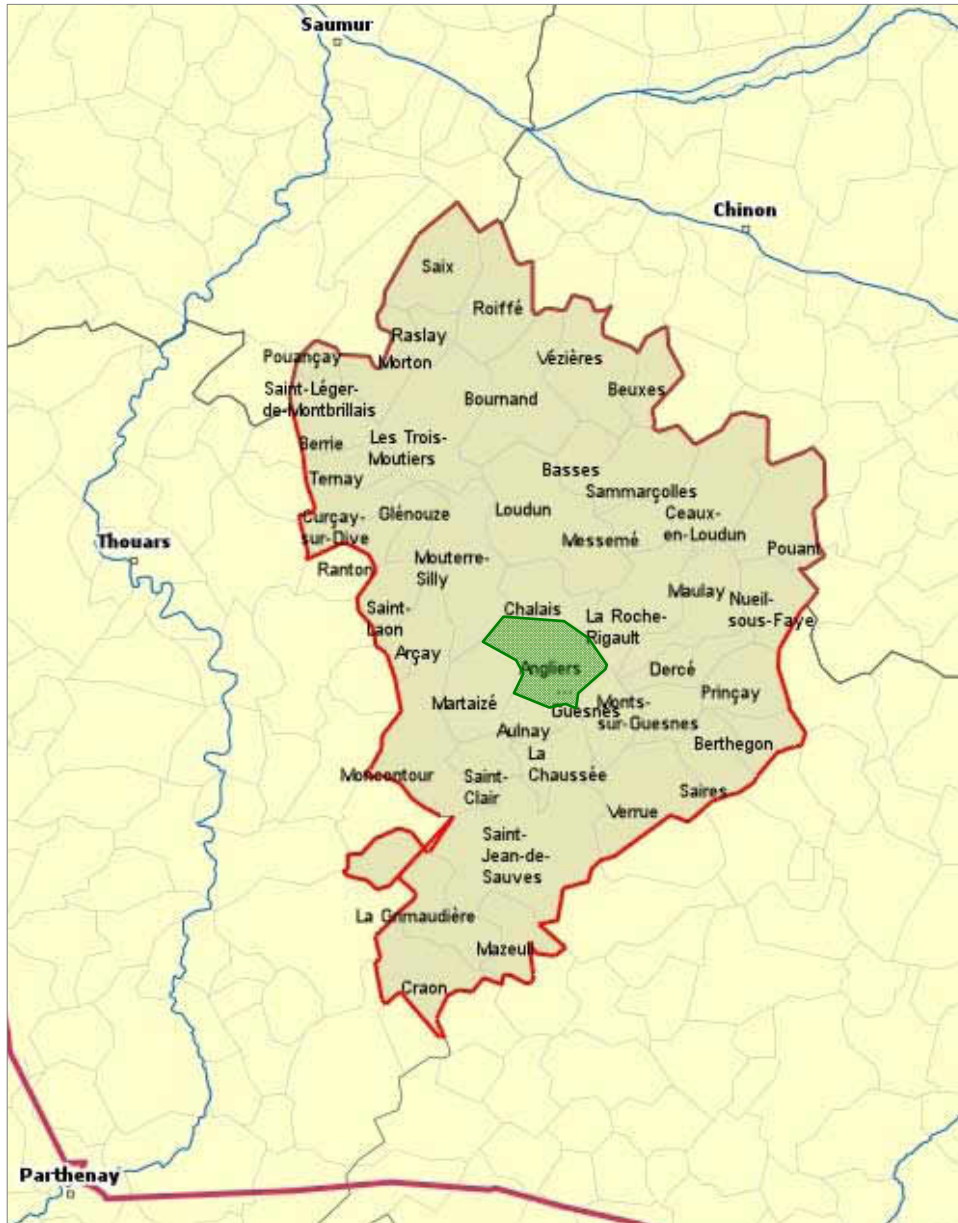 Saumur
Chinon
Saix
Roiffé
Raslay
Pouançay
Morton
Vézières
Saint-Léger-
de-Montbrillais
Bournand
Beuxes
Berrie
Les Trois-
Moutiers
Ternay
Basses
Sammarçolles
Curçay-
sur-Dive
Glénouze
Loudun
Ceaux-
en-Loudun
Thouars
Messemé
Pouant
Ranton
Mouterre-
Silly
Maulay
Nueil-
sous-Faye
Saint-
Laon
Chalais
La Roche-
Rigault
Arçay
Angliers
...
Dercé
Prinçay
Martaizé
Guesnes
Monts-
sur-Guesnes
Aulnay
Berthegon
La
Chaussée
Moncontour
Saint-
Clair
Saires
Verrue
Saint-
Jean-de-
Sauves
La Grimaudière
Mazeuil
Craon
Parthenay